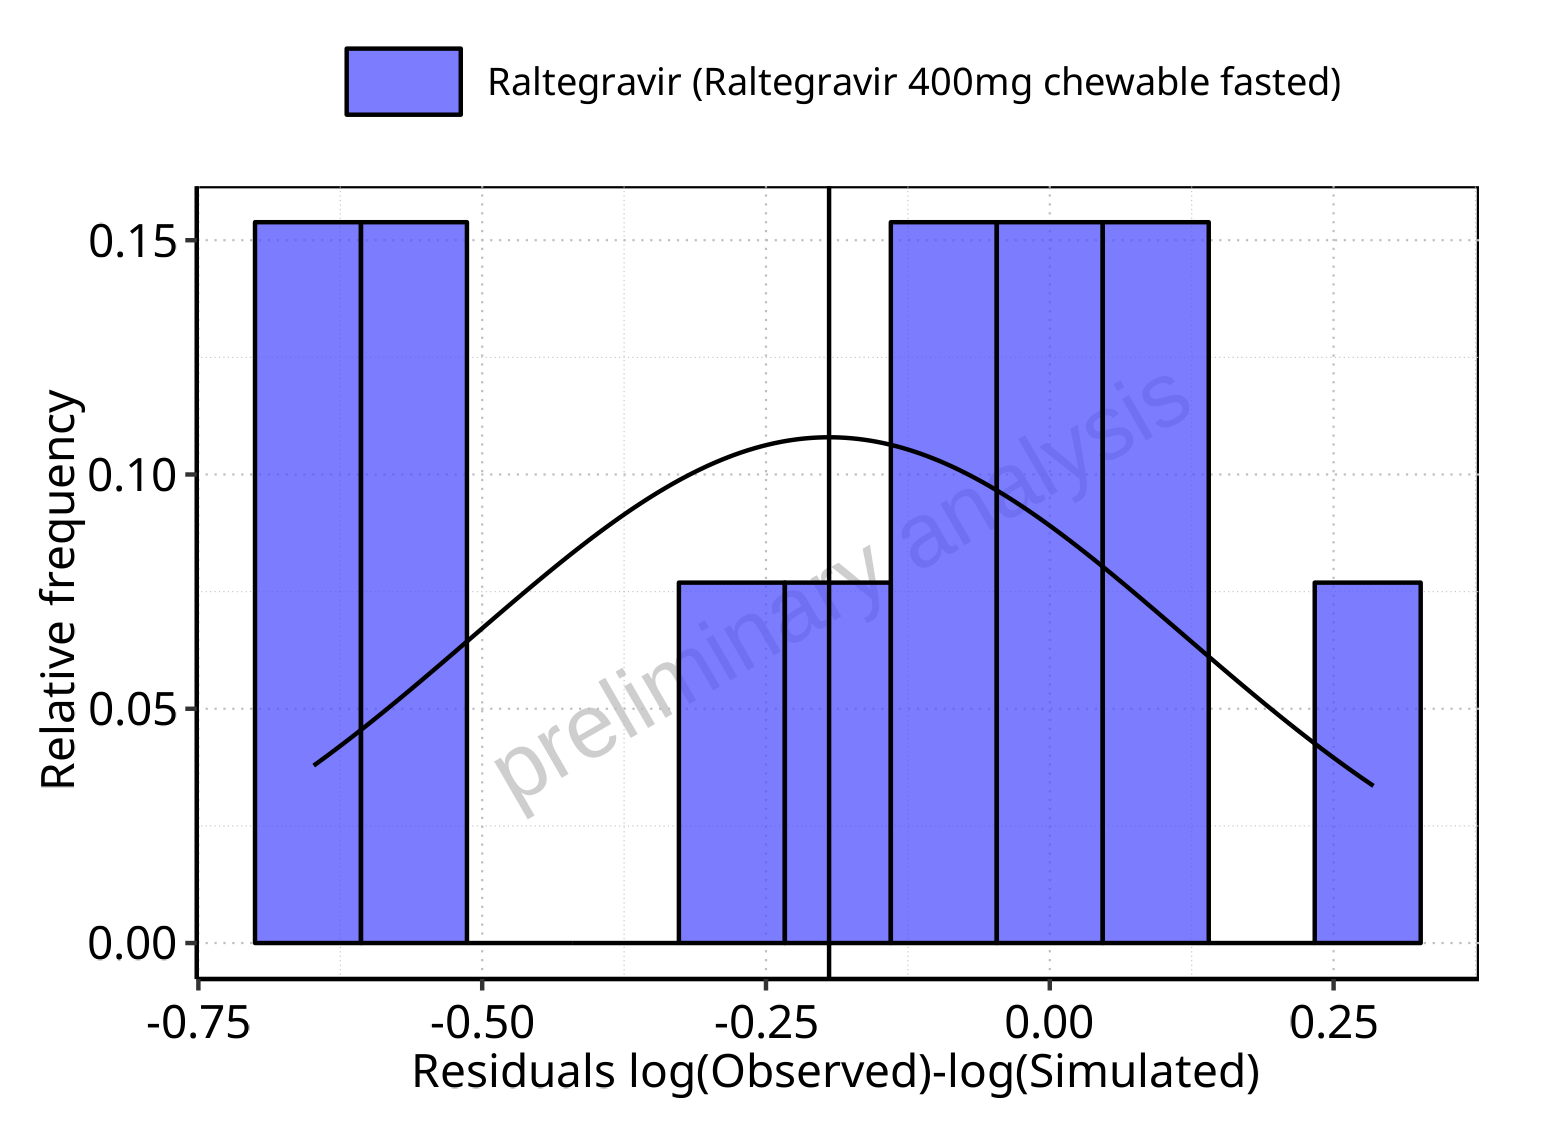 Raltegravir (Raltegravir 400mg chewable fasted)
Relative frequency
0.15
0.10
0.05
0.00
preliminary analysis
-0.75 -0.50 -0.25 0.00 0.25
Residuals log(Observed)-log(Simulated)